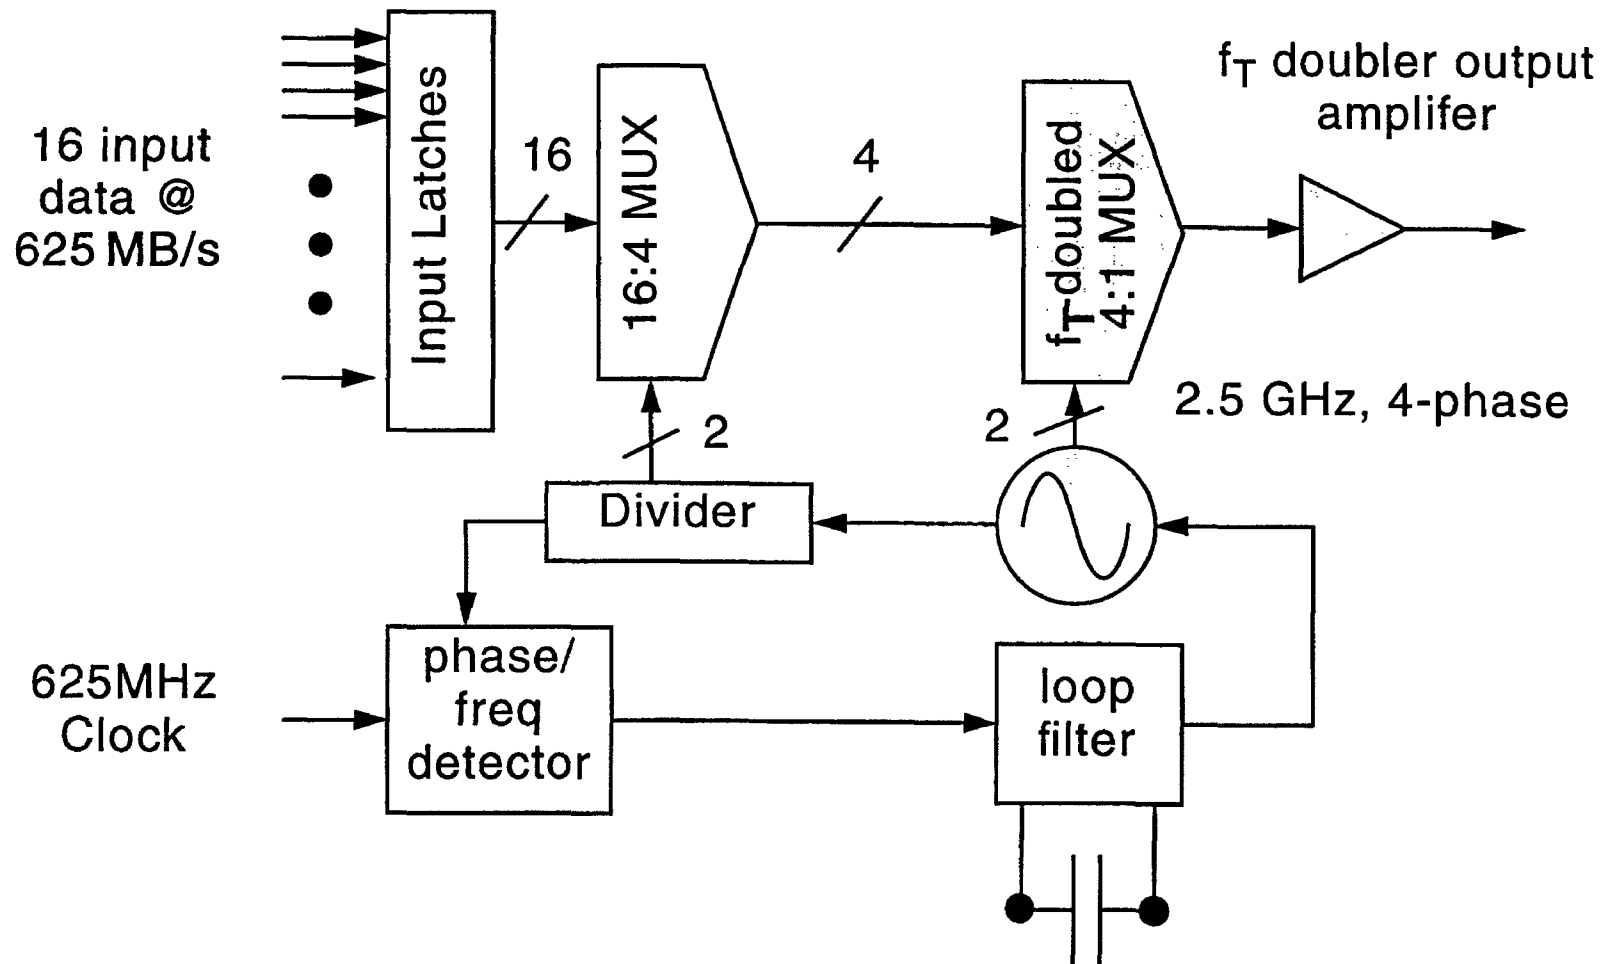 16 input
data @
625 MB/s
Input Latches
16
16:4 MUX
4
fT-doubled
4:1 MUX
fT doubler output
amplifer
2
2
2.5 GHz, 4-phase
Divider
625MHz
Clock
phase/
freq
detector
loop
filter